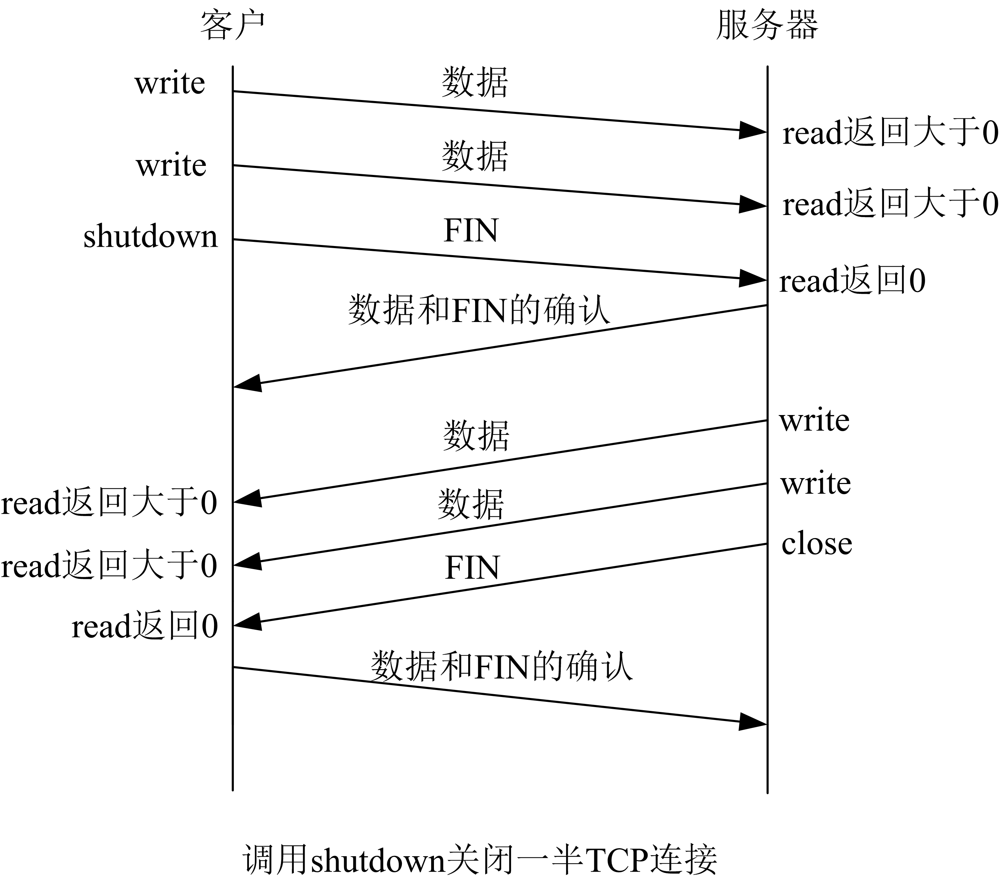 客户
服务器
write
数据
read返回大于0
write
数据
read返回大于0
shutdown
FIN
read返回0
数据和FIN的确认
write
数据
read返回大于0
write
数据
read返回大于0
close
FIN
read返回0
数据和FIN的确认
调用shutdown关闭一半TCP连接